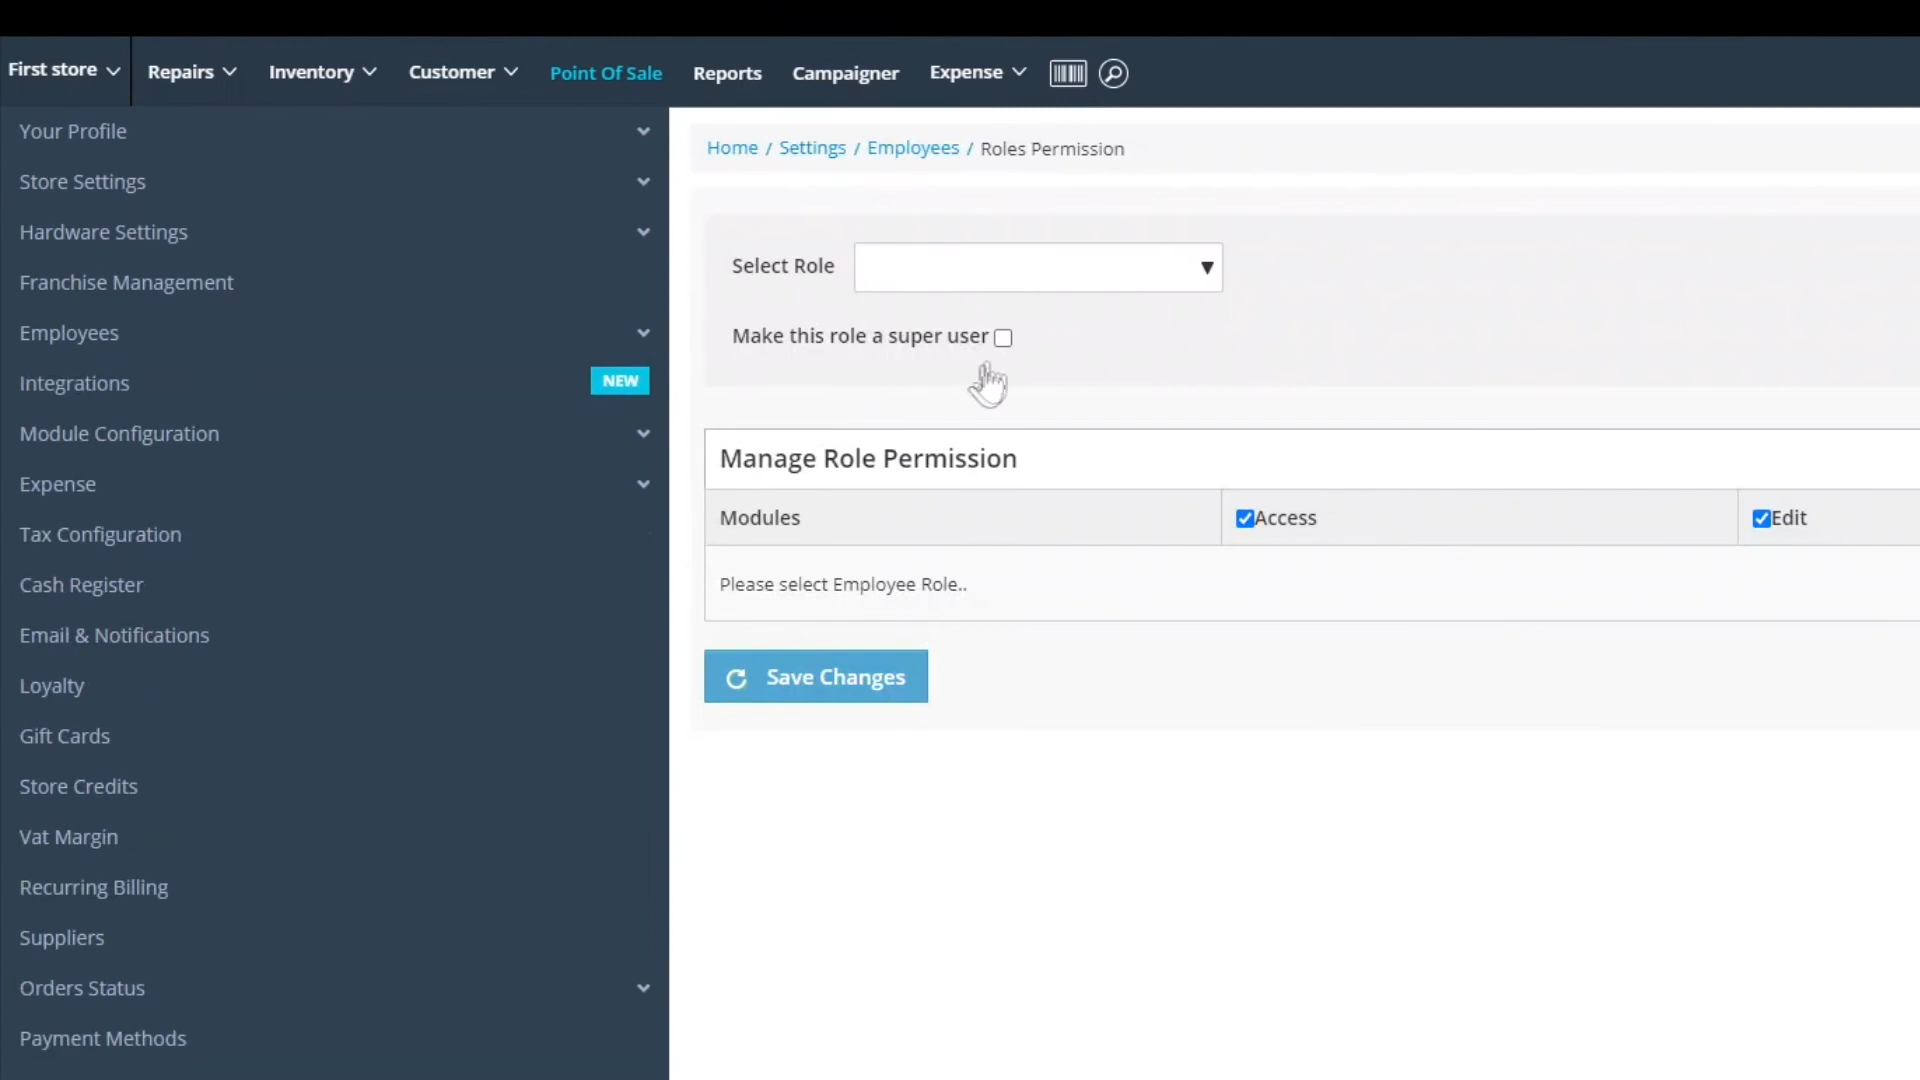 First store
Repairs
Inventory
Customer
Point Of Sale
Reports
Campaigner
Expense
Your Profile
Store Settings
Hardware Settings
Franchise Management
Employees
Integrations
NEW
Module Configuration
Expense
Tax Configuration
Cash Register
Email & Notifications
Loyalty
Gift Cards
Store Credits
Vat Margin
Recurring Billing
Suppliers
Orders Status
Payment Methods
Home / Settings / Employees / Roles Permission
Select Role
Make this role a super user
Manage Role Permission
Modules
Access
Edit
Please select Employee Role..
Save Changes